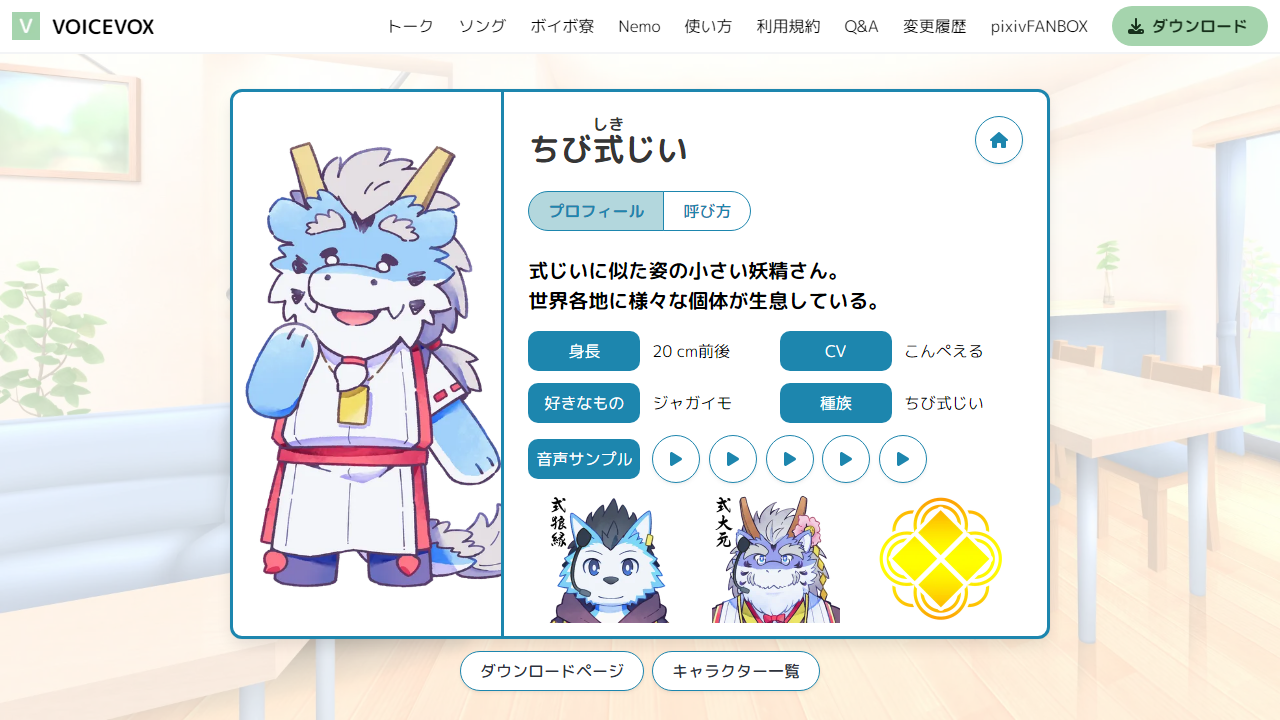 V VOICEVOX トーク ソング ボイボ寮 Nemo 使い方 利用規約 Q&A 変更履歴 pixivFANBOX ダウンロード
しき
ちび式じい
プロフィール 呼び方
式じいに似た姿の小さい妖精さん。
世界各地に様々な個体が生息している。
身長 20 cm前後 CV こんぺえる
好きなもの ジャガイモ 種族 ちび式じい
音声サンプル
式狼縁 式大元
ダウンロードページ キャラクター一覧